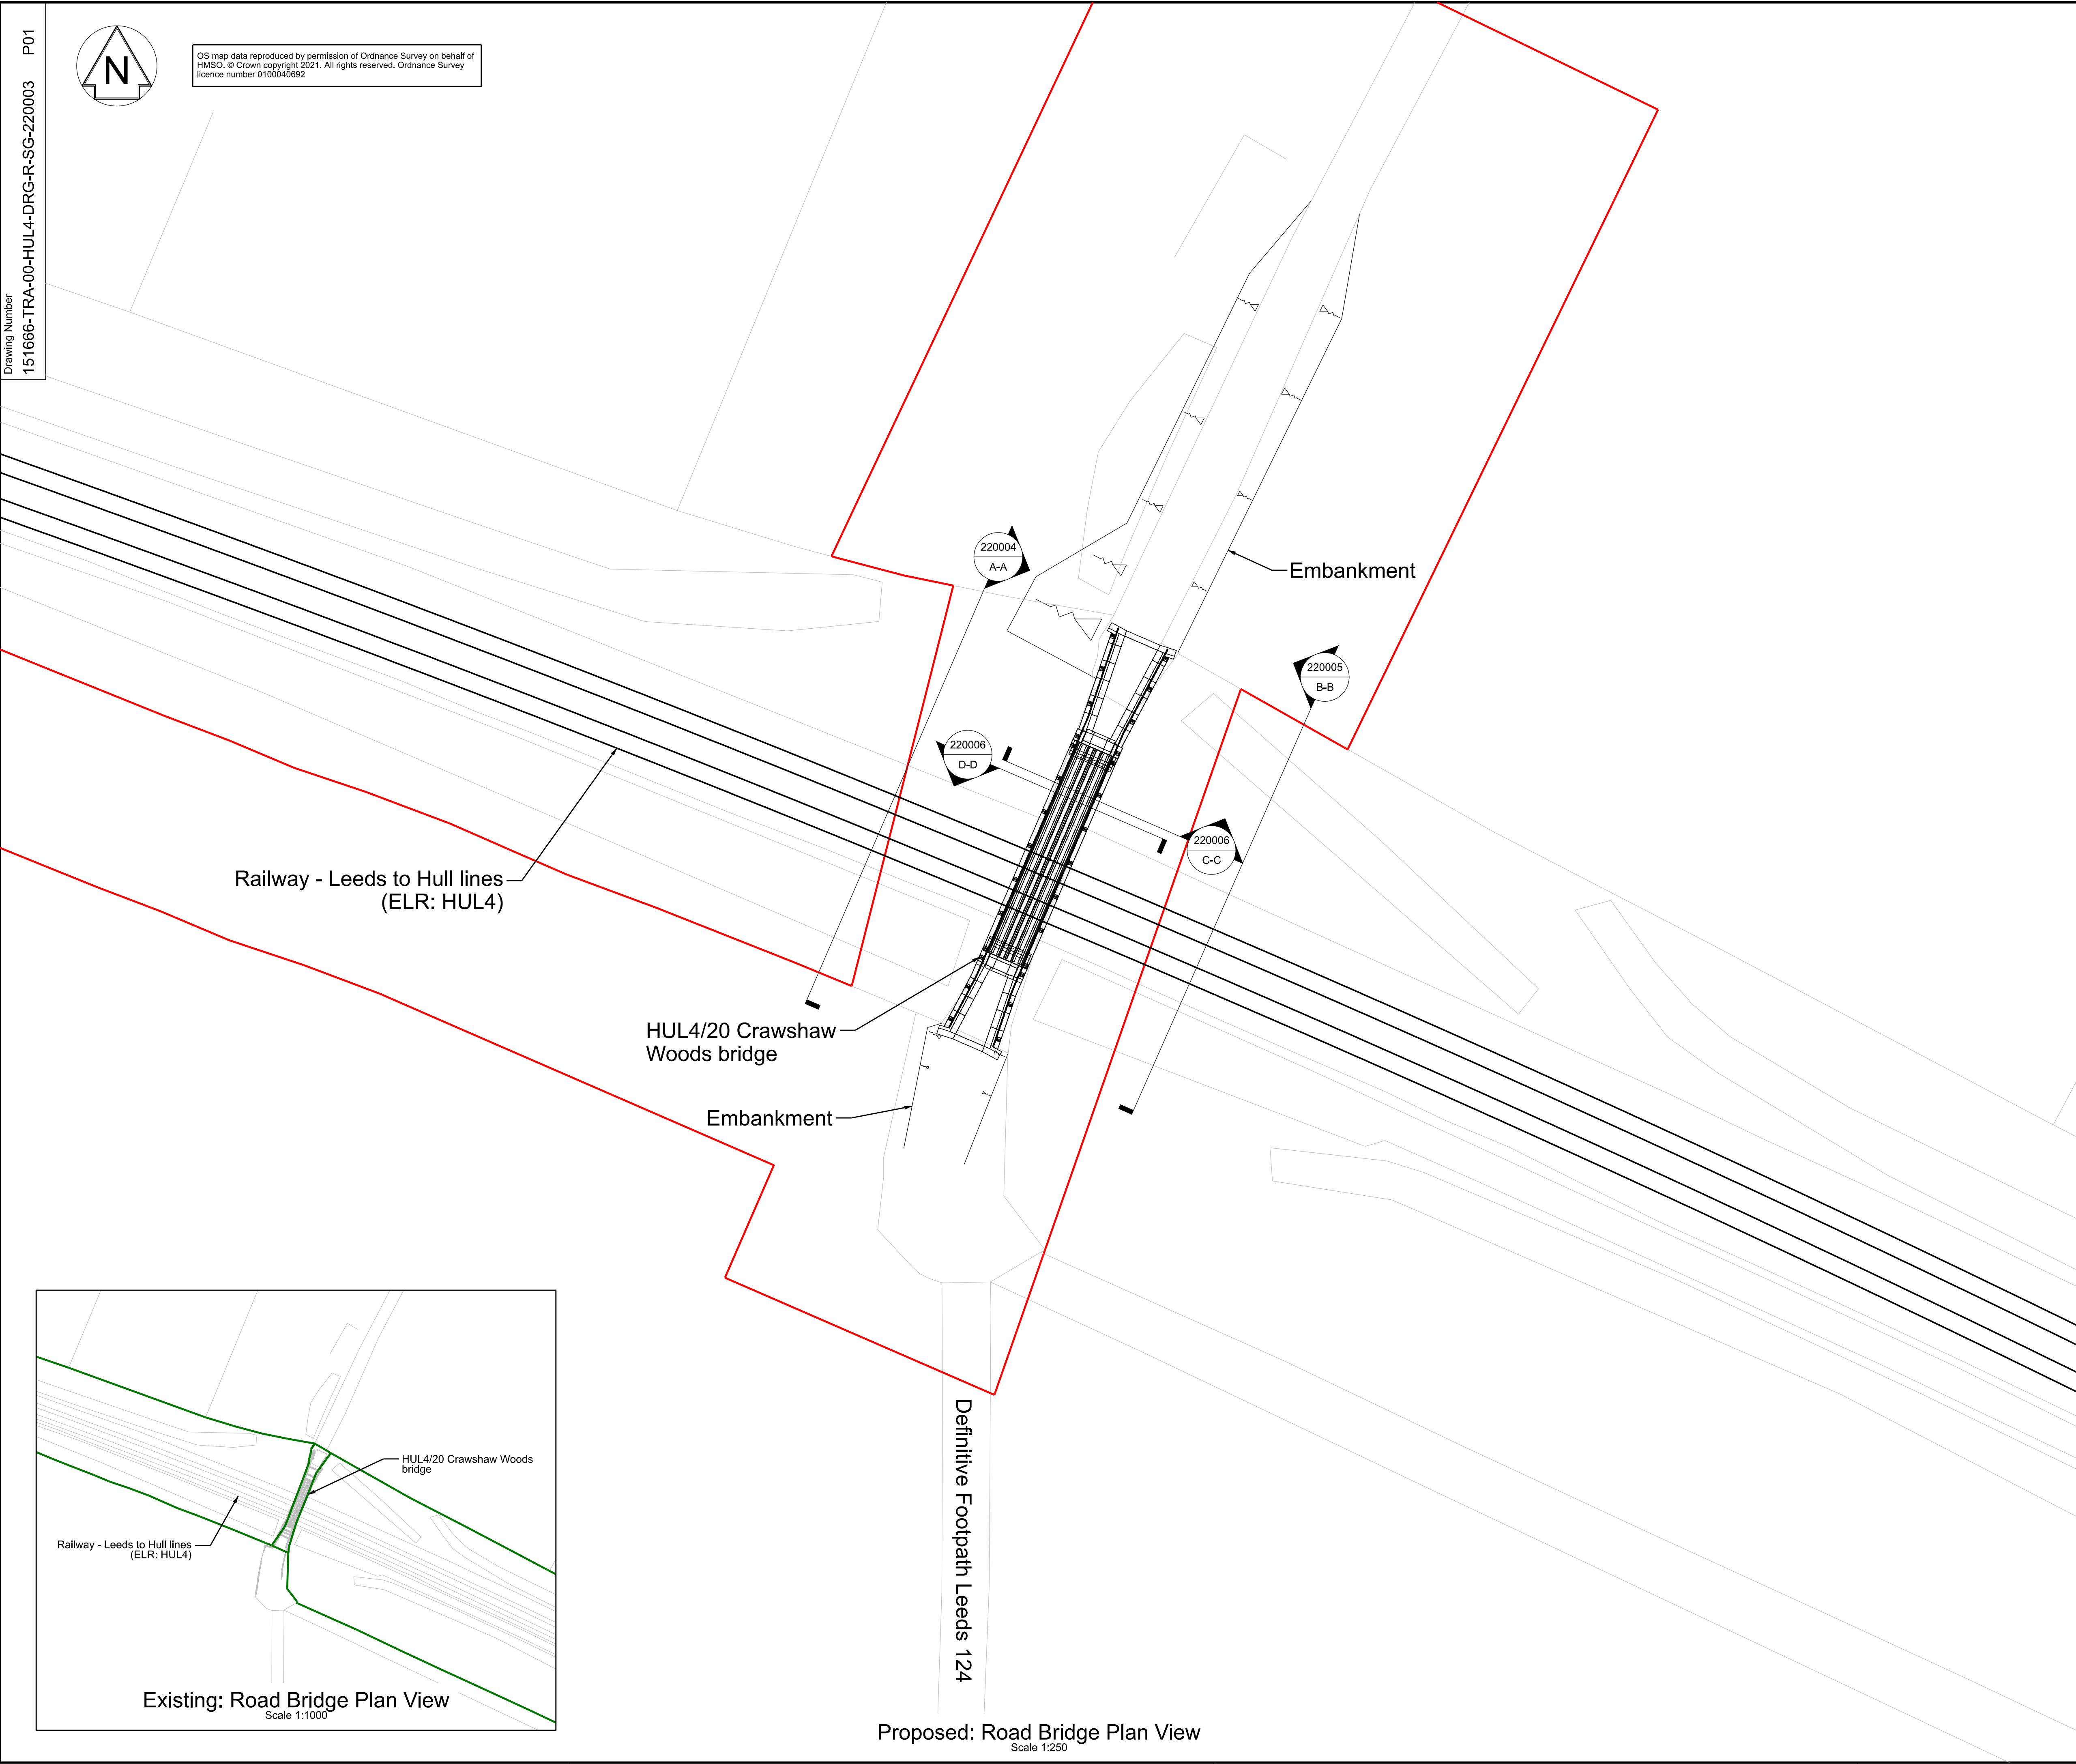 Drawing Number
151666-TRA-00-HUL4-DRG-R-SG-220003 P01
N
OS map data reproduced by permission of Ordnance Survey on behalf of
HMSO. © Crown copyright 2021. All rights reserved. Ordnance Survey
licence number 0100040692
220004
A-A
Embankment
220005
B-B
220006
D-D
220006
C-C
Railway - Leeds to Hull lines
(ELR: HUL4)
HUL4/20 Crawshaw
Woods bridge
Embankment
Definitive Footpath Leeds 124
HUL4/20 Crawshaw Woods
bridge
Railway - Leeds to Hull lines
(ELR: HUL4)
Existing: Road Bridge Plan View
Scale 1:1000
Proposed: Road Bridge Plan View
Scale 1:250